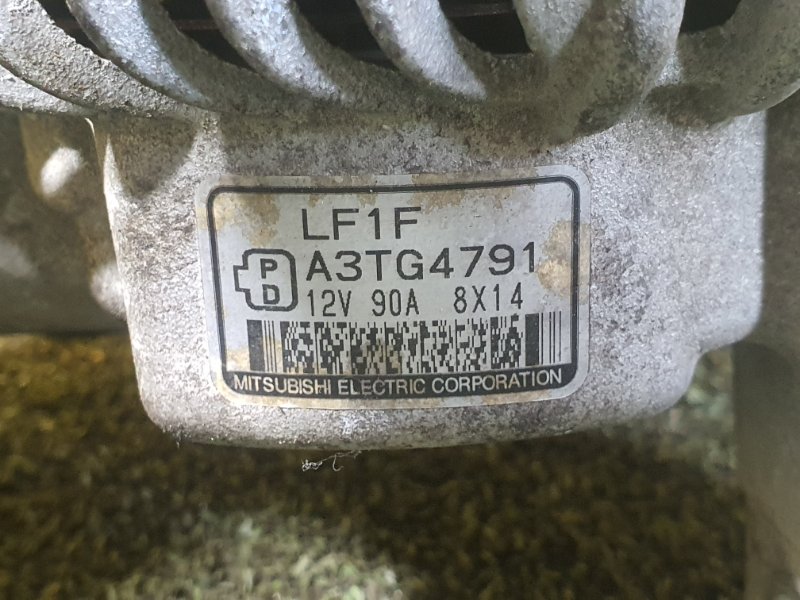 LF1F
P D
A3TG4791
12V 90A 8X14
MITSUBISHI ELECTRIC CORPORATION